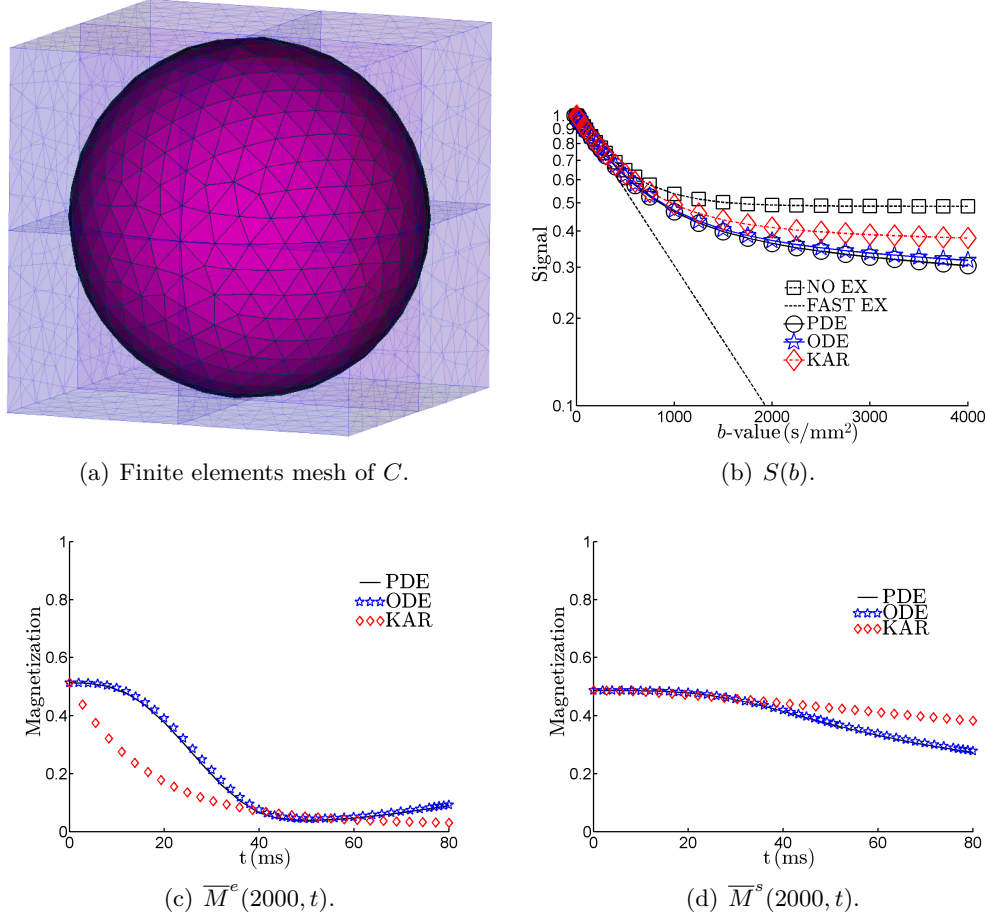 1.
0.9
0.8
0.7
0.6
0.5
0.4
0.3
0.2
0.1
Signal
NO EX
FAST EX
PDE
ODE
KAR
0 1000 2000 3000 4000
b-value (s/mm²)
(a) Finite elements mesh of C.
(b) S(b).
1
0.8
0.6
0.4
0.2
0
Magnetization
PDE
ODE
KAR
0 20 40 60 80
t (ms)
(c) M̅ᵉ(2000, t).
1
0.8
0.6
0.4
0.2
0
Magnetization
PDE
ODE
KAR
0 20 40 60 80
t (ms)
(d) M̅ˢ(2000, t).